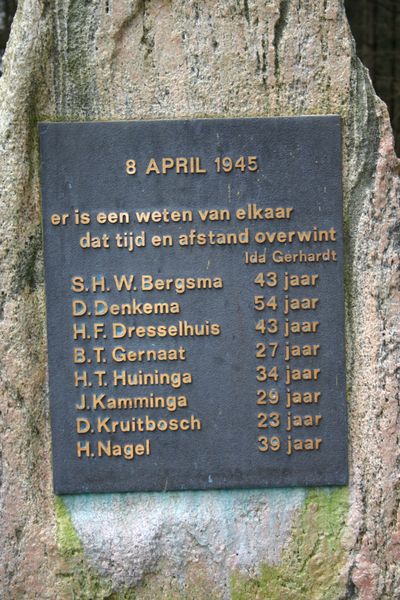 8 APRIL 1945
er is een weten van elkaar
dat tijd en afstand overwint
Ida Gerhardt
S.H.W. Bergsma 43 jaar
D. Denkema 54 jaar
H.F. Dresselhuis 43 jaar
B.T. Gernaat 27 jaar
H.T. Huininga 34 jaar
J. Kamminga 29 jaar
D. Kruitbosch 23 jaar
H. Nagel 39 jaar